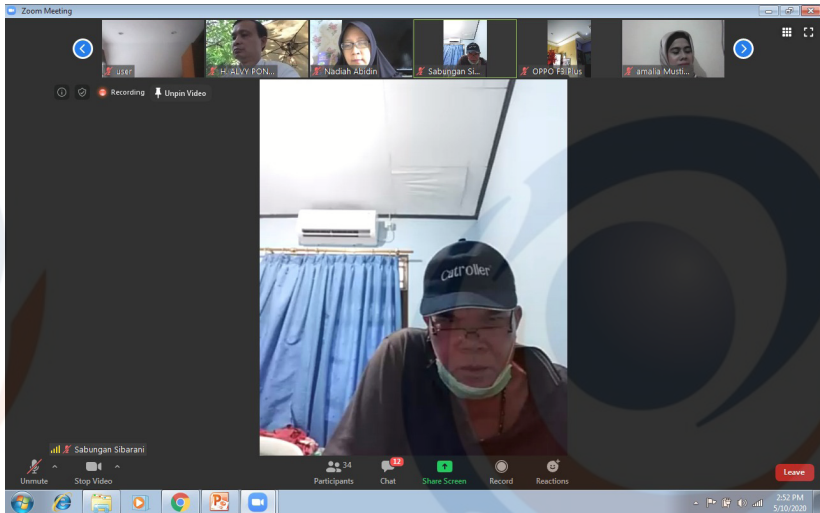 Zoom Meeting
user
H. ALVY PON...
Nadiah Abidin
Sabungan Si...
OPPO F3 Plus
amalia Musti...
Recording
Unpin Video
Catroller
Sabungan Sibarani
34
12
Unmute
Stop Video
Participants
Chat
Share Screen
Record
Reactions
Leave
2:52 PM
5/10/2020